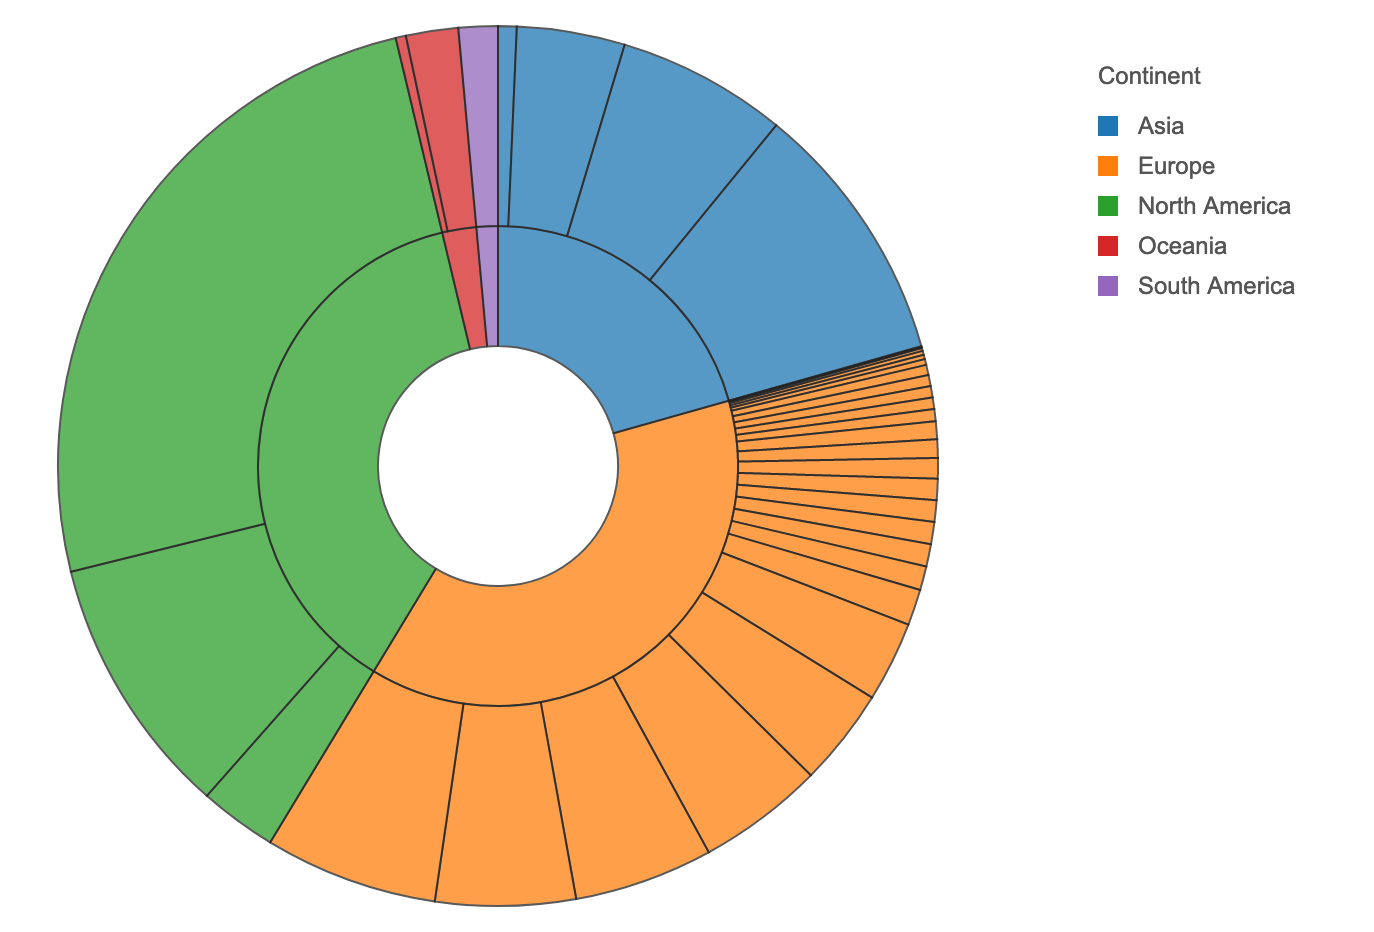 Continent
Asia
Europe
North America
Oceania
South America